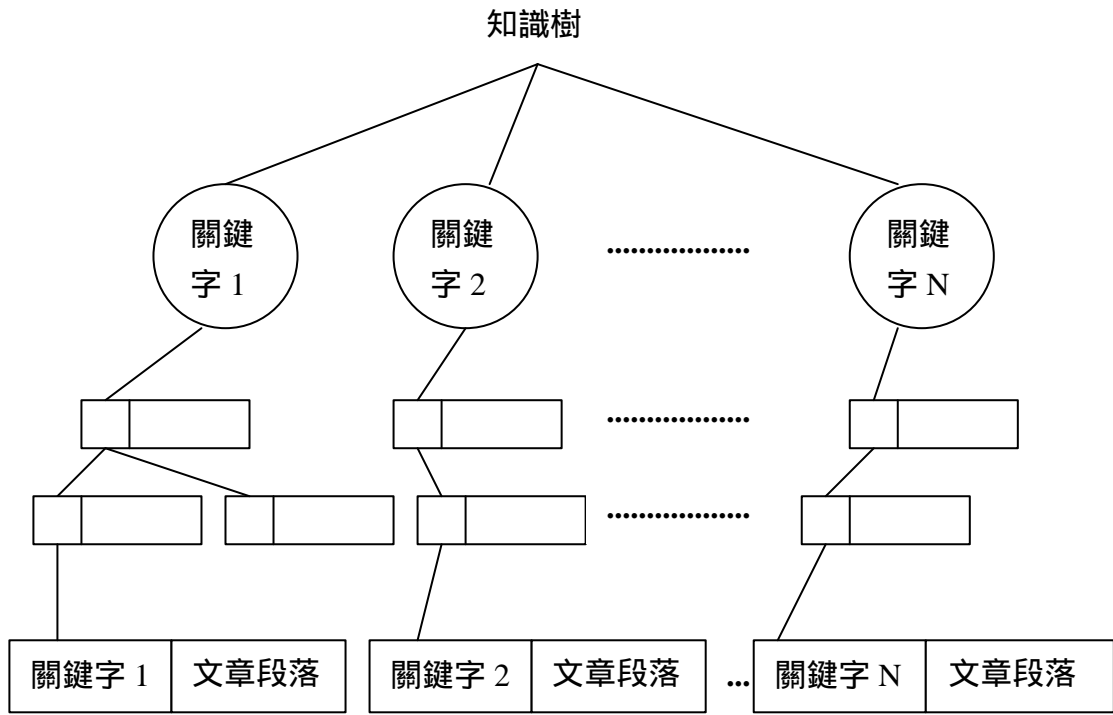 知識樹
關鍵
字 1
關鍵
字 2
..................
關鍵
字 N
..................
..................
關鍵字 1 文章段落 關鍵字 2 文章段落 ... 關鍵字 N 文章段落